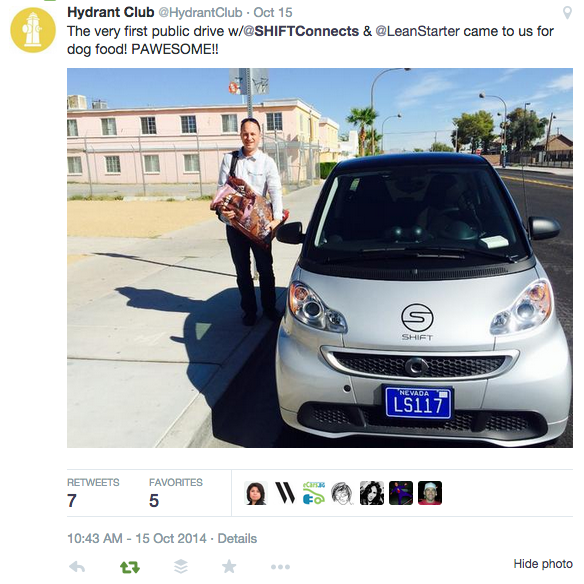 Hydrant Club @HydrantClub · Oct 15
The very first public drive w/@SHIFTConnects & @LeanStarter came to us for
dog food! PAWESOME!!
S
SHIFT
NEVADA
LS117
RETWEETS FAVORITES
7 5
10:43 AM - 15 Oct 2014 · Details
Hide photo